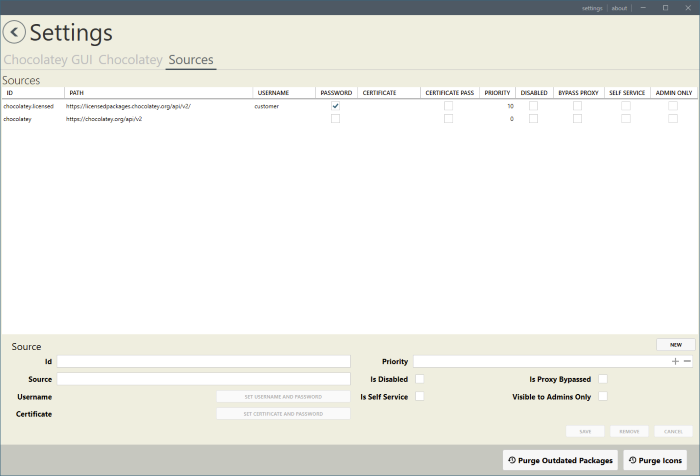 settings about
Settings
Chocolatey GUI Chocolatey Sources
Sources
ID PATH USERNAME PASSWORD CERTIFICATE CERTIFICATE PASS PRIORITY DISABLED BYPASS PROXY SELF SERVICE ADMIN ONLY
chocolatey.licensed https://licensedpackages.chocolatey.org/api/v2/ customer 10
chocolatey https://chocolatey.org/api/v2 0
Source NEW
Id Priority
Source Is Disabled Is Proxy Bypassed
Username SET USERNAME AND PASSWORD Is Self Service Visible to Admins Only
Certificate SET CERTIFICATE AND PASSWORD
SAVE REMOVE CANCEL
Purge Outdated Packages Purge Icons